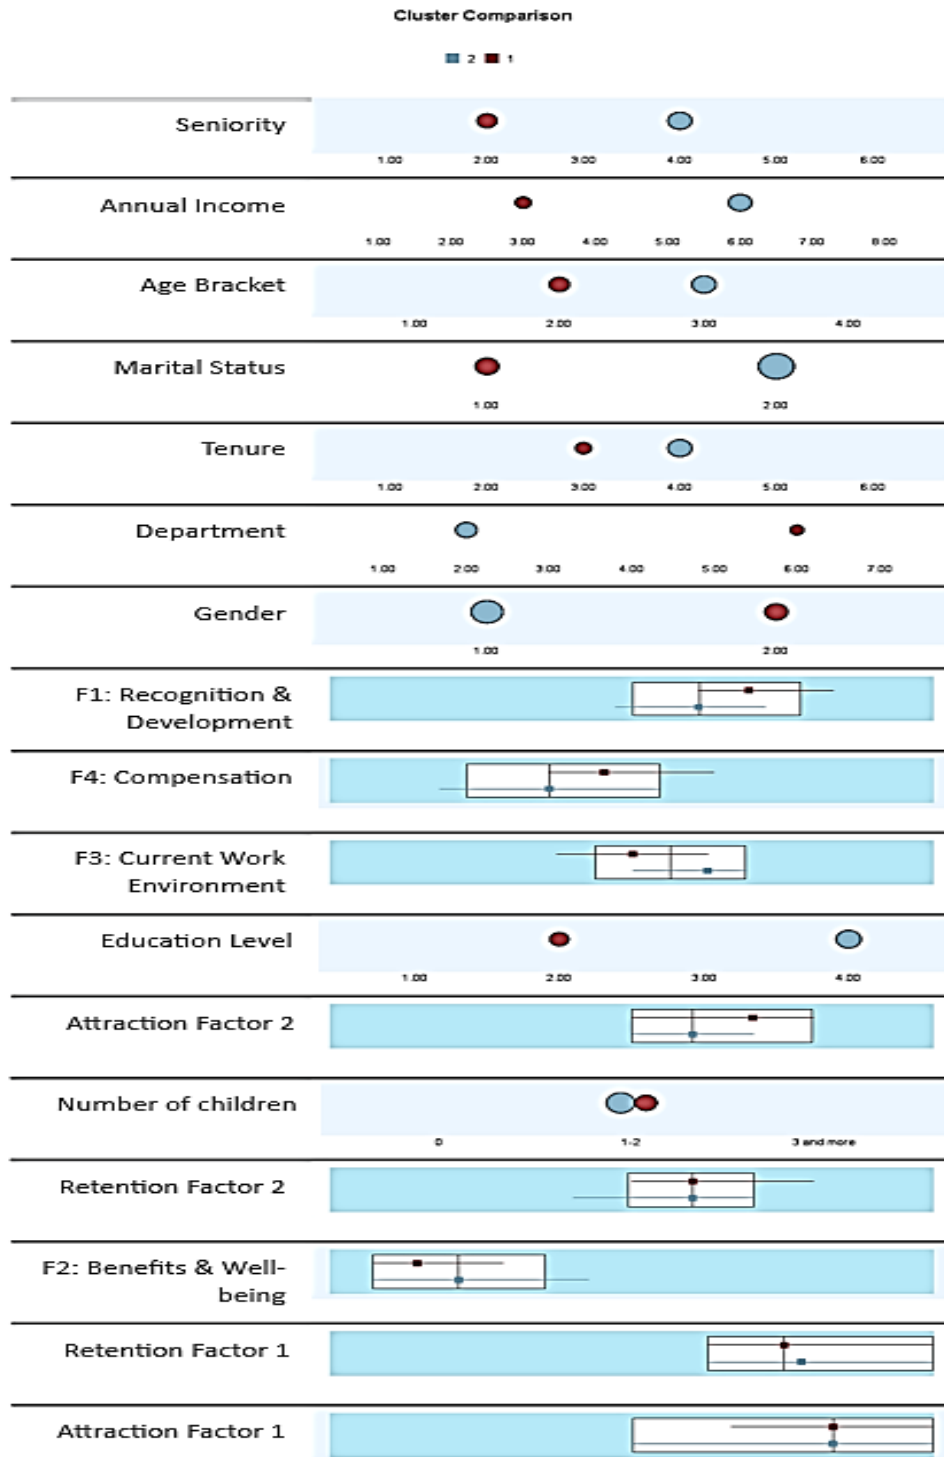 Cluster Comparison
2 1
Seniority
1.00 2.00 3.00 4.00 5.00 6.00
Annual Income
1.00 2.00 3.00 4.00 5.00 6.00 7.00 8.00
Age Bracket
1.00 2.00 3.00 4.00
Marital Status
1.00 2.00
Tenure
1.00 2.00 3.00 4.00 5.00 6.00
Department
1.00 2.00 3.00 4.00 5.00 6.00 7.00
Gender
1.00 2.00
F1: Recognition &
Development
F4: Compensation
F3: Current Work
Environment
Education Level
1.00 2.00 3.00 4.00
Attraction Factor 2
Number of children
0 1-2 3 and more
Retention Factor 2
F2: Benefits & Well-
being
Retention Factor 1
Attraction Factor 1